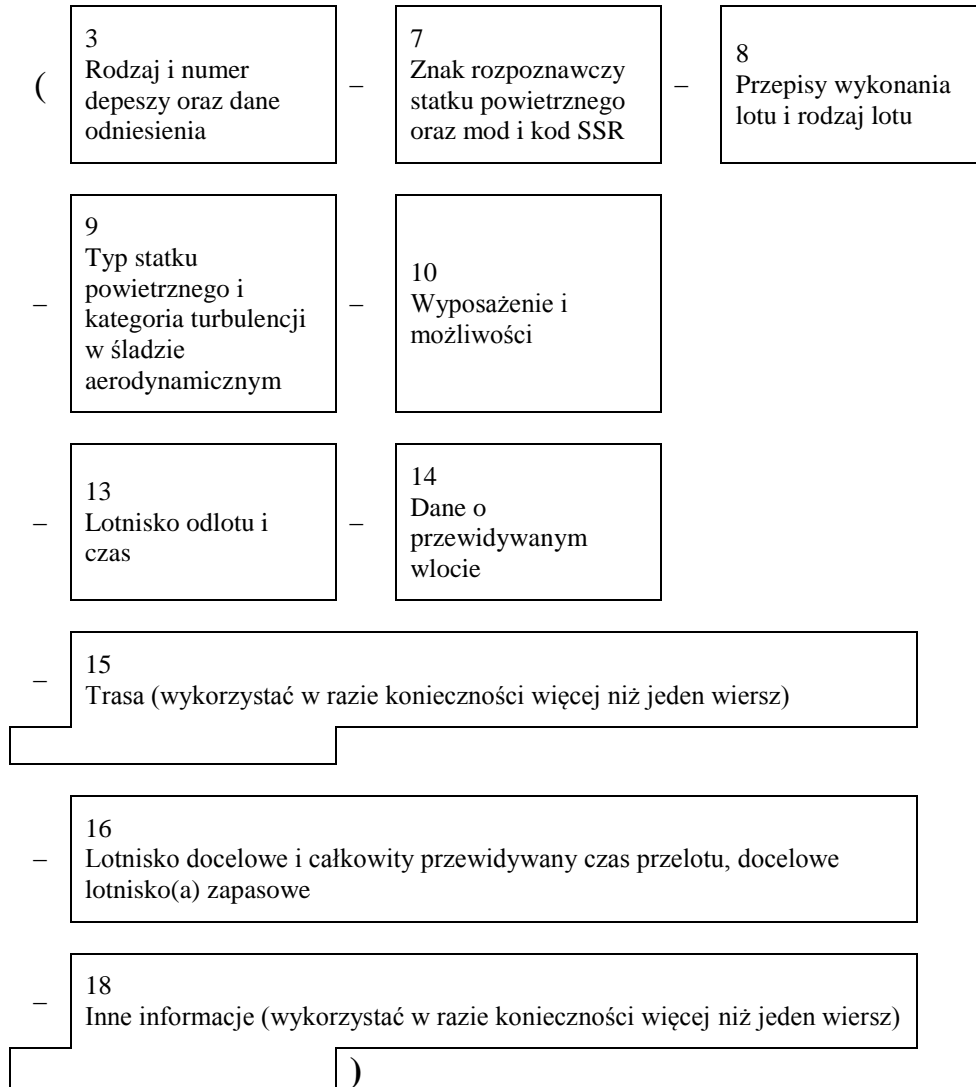 (
3
Rodzaj i numer
depeszy oraz dane
odniesienia
–
7
Znak rozpoznawczy
statku powietrznego
oraz mod i kod SSR
–
8
Przepisy wykonania
lotu i rodzaj lotu
–
9
Typ statku
powietrznego i
kategoria turbulencji
w śladzie
aerodynamicznym
–
10
Wyposażenie i
możliwości
–
13
Lotnisko odlotu i
czas
–
14
Dane o
przewidywanym
wlocie
–
15
Trasa (wykorzystać w razie konieczności więcej niż jeden wiersz)
–
16
Lotnisko docelowe i całkowity przewidywany czas przelotu, docelowe
lotnisko(a) zapasowe
–
18
Inne informacje (wykorzystać w razie konieczności więcej niż jeden wiersz)
)